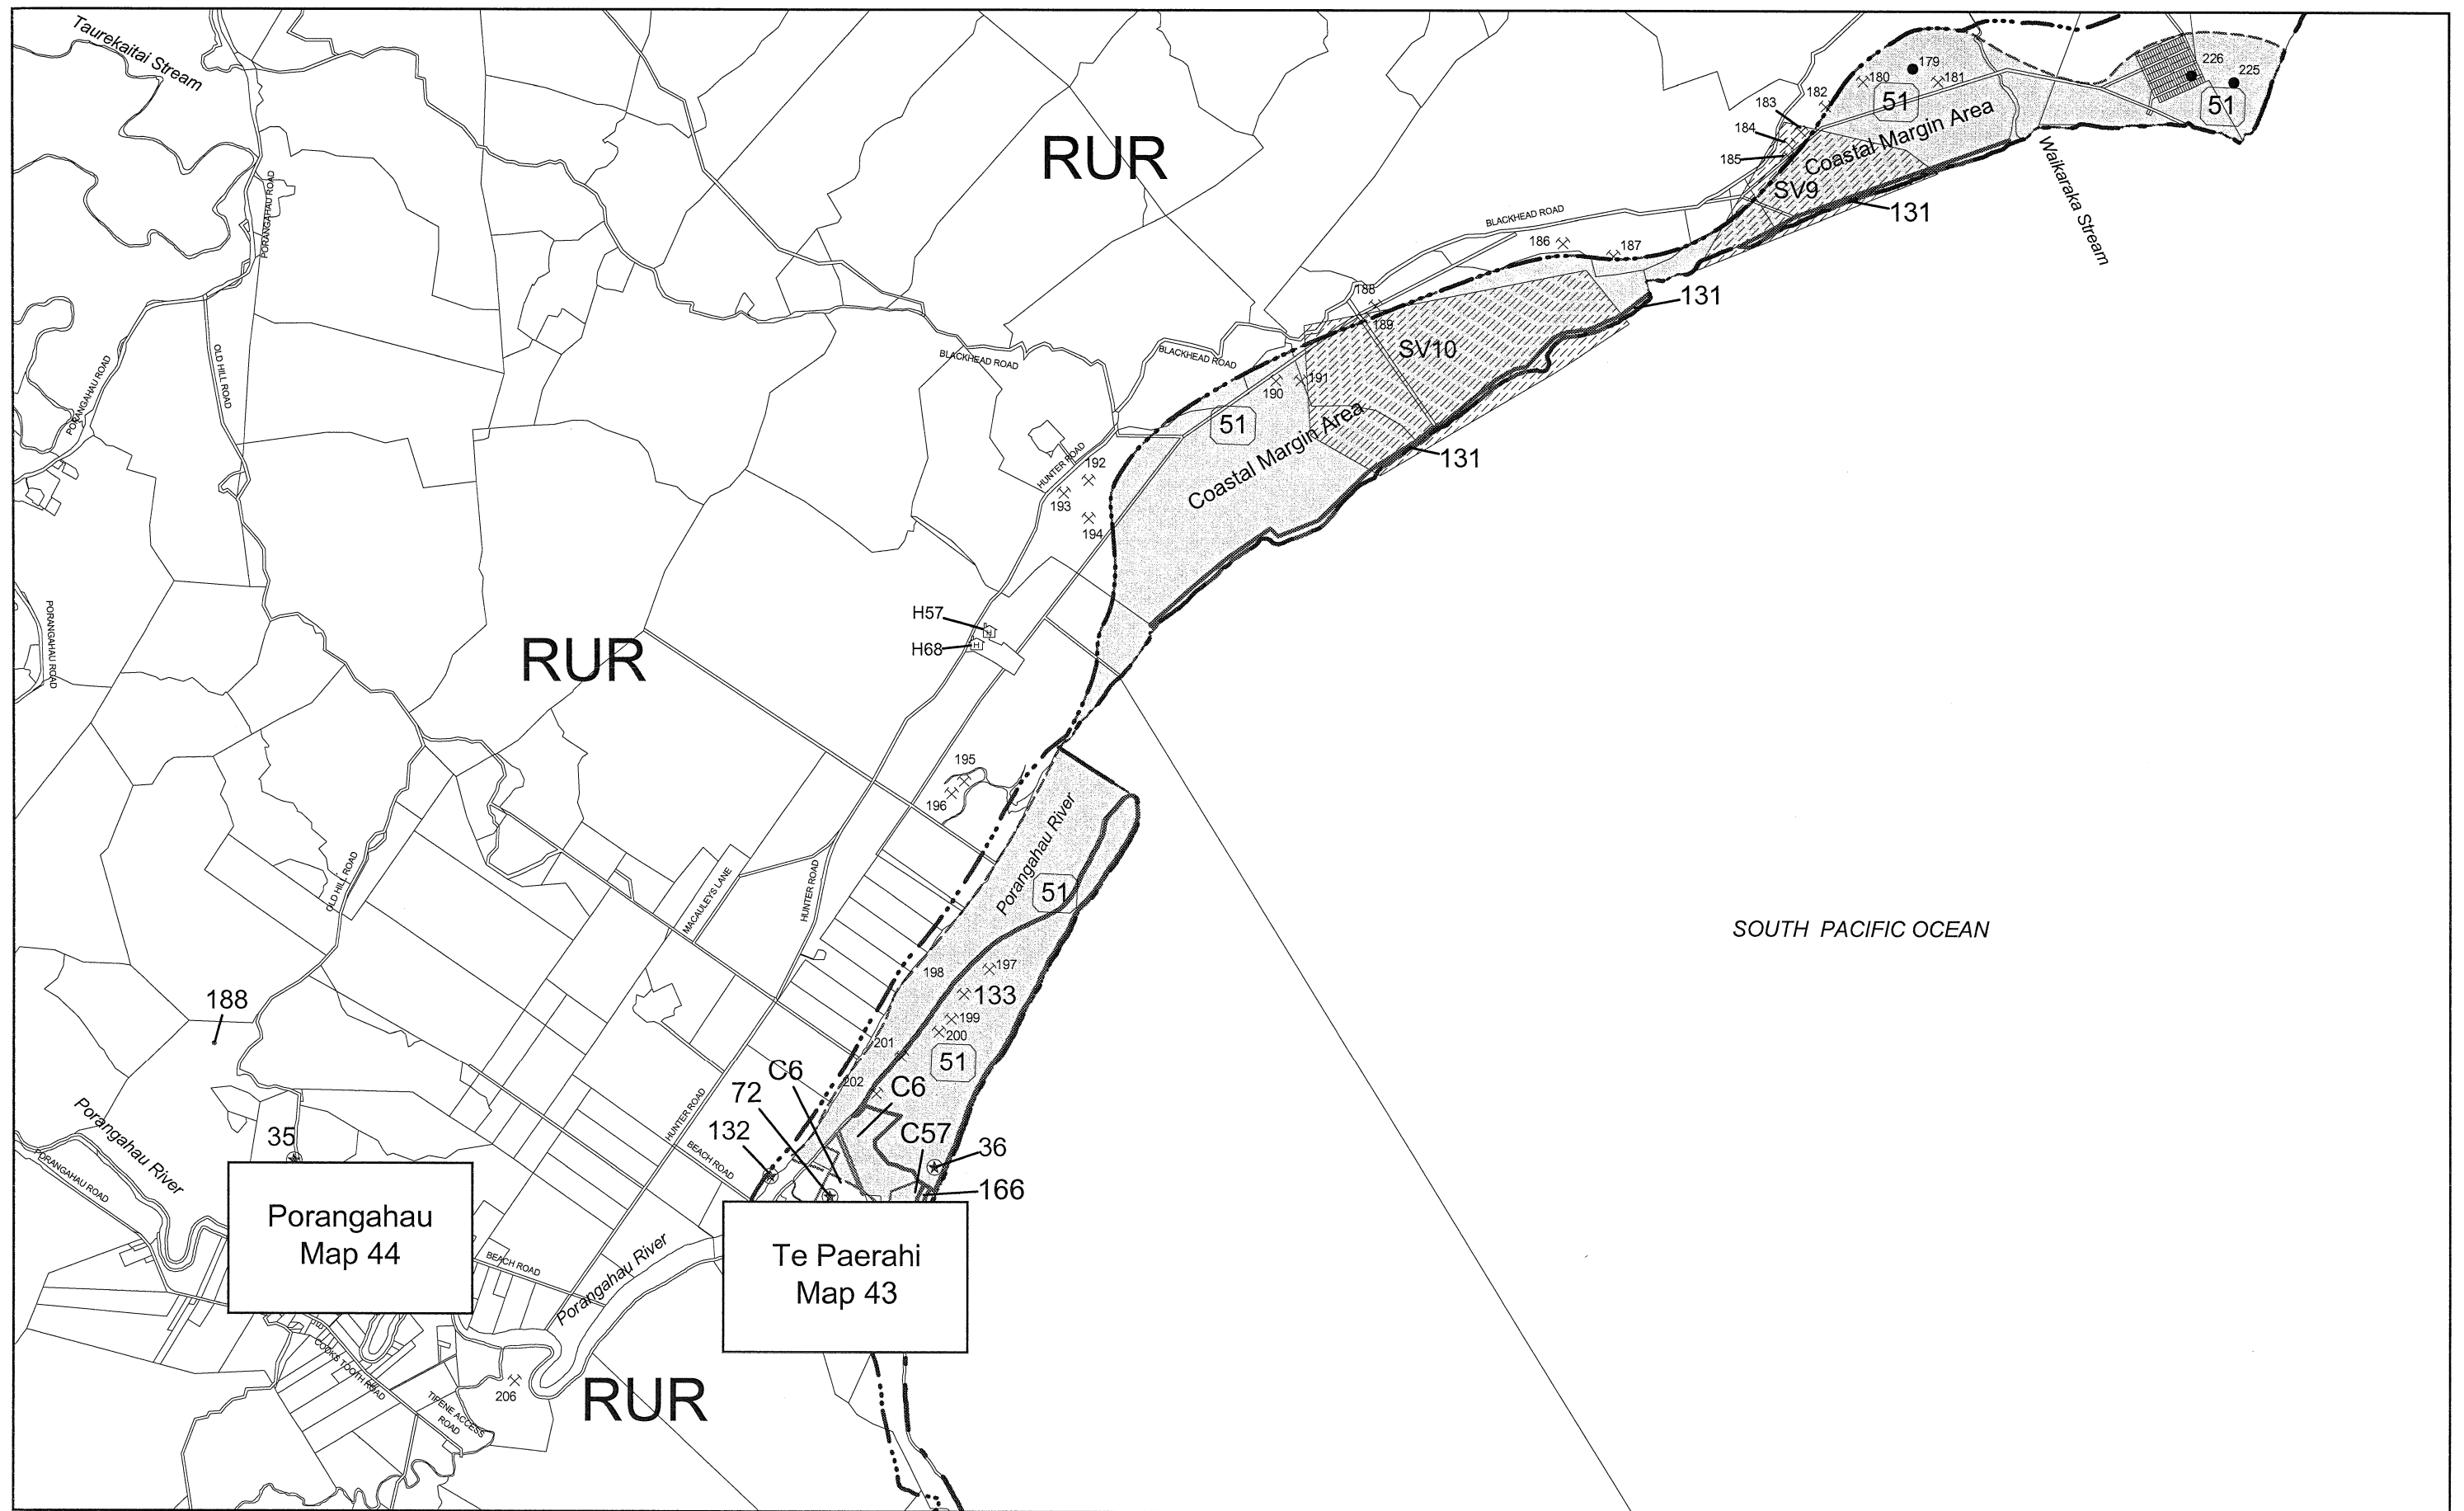 Taurekaitai Stream
RUR
179
180
181
182
183
184
185
51
226
225
51
Coastal Margin Area
SV9
131
Waikaraka Stream
PORANGAHAU ROAD
BLACKHEAD ROAD
186
187
188
189
131
SV10
OLD HILL ROAD
PORANGAHAU ROAD
BLACKHEAD ROAD
BLACKHEAD ROAD
190
191
51
Coastal Margin Area
131
HUNTER ROAD
192
193
194
PORANGAHAU ROAD
RUR
H57
H68
195
196
Porangahau River
51
OLD HILL ROAD
MACAULEYS LANE
HUNTER ROAD
SOUTH PACIFIC OCEAN
198
197
133
199
200
201
51
188
202
C6
C6
72
132
C57
36
166
HUNTER ROAD
BEACH ROAD
Porangahau River
PORANGAHAU ROAD
35
Porangahau
Map 44
Te Paerahi
Map 43
BEACH ROAD
Porangahau River
COOKS TOOTH ROAD
TIPENE ACCESS
ROAD
206
RUR